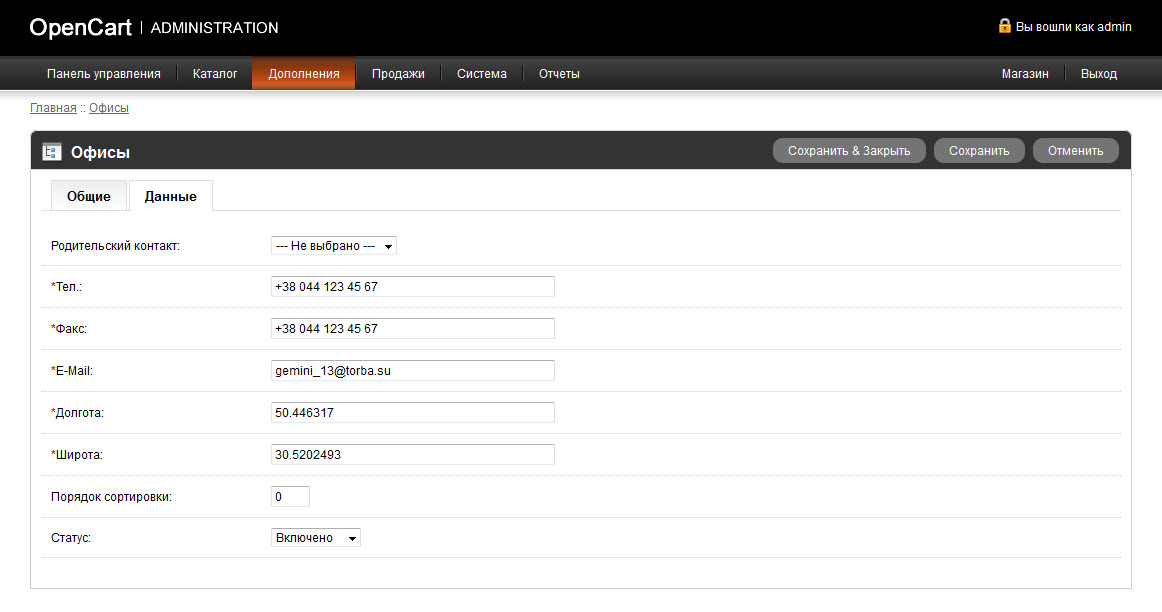 OpenCart | ADMINISTRATION
Вы вошли как admin
Панель управления Каталог Дополнения Продажи Система Отчеты Магазин Выход
Главная :: Офисы
Офисы
Сохранить & Закрыть Сохранить Отменить
Общие Данные
Родительский контакт: --- Не выбрано ---
*Тел.: +38 044 123 45 67
*Факс: +38 044 123 45 67
*E-Mail: gemini_13@torba.su
*Долгота: 50.446317
*Широта: 30.5202493
Порядок сортировки: 0
Статус: Включено